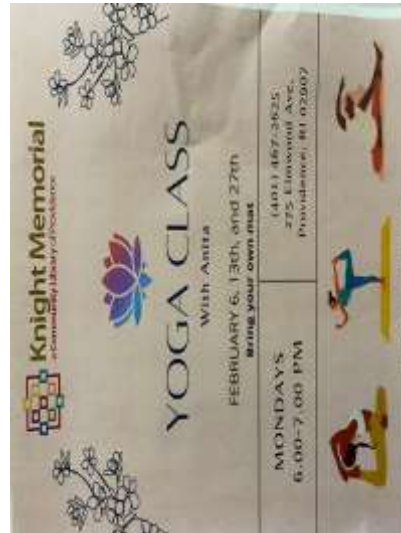 Knight Memorial
a Community Library of Providence
YOGA CLASS
With Anita
FEBRUARY 6, 13th, and 27th
Bring your own mat
MONDAYS
6.00-7.00 PM
(401) 467-2625
275 Elmwood Ave,
Providence, RI 02907